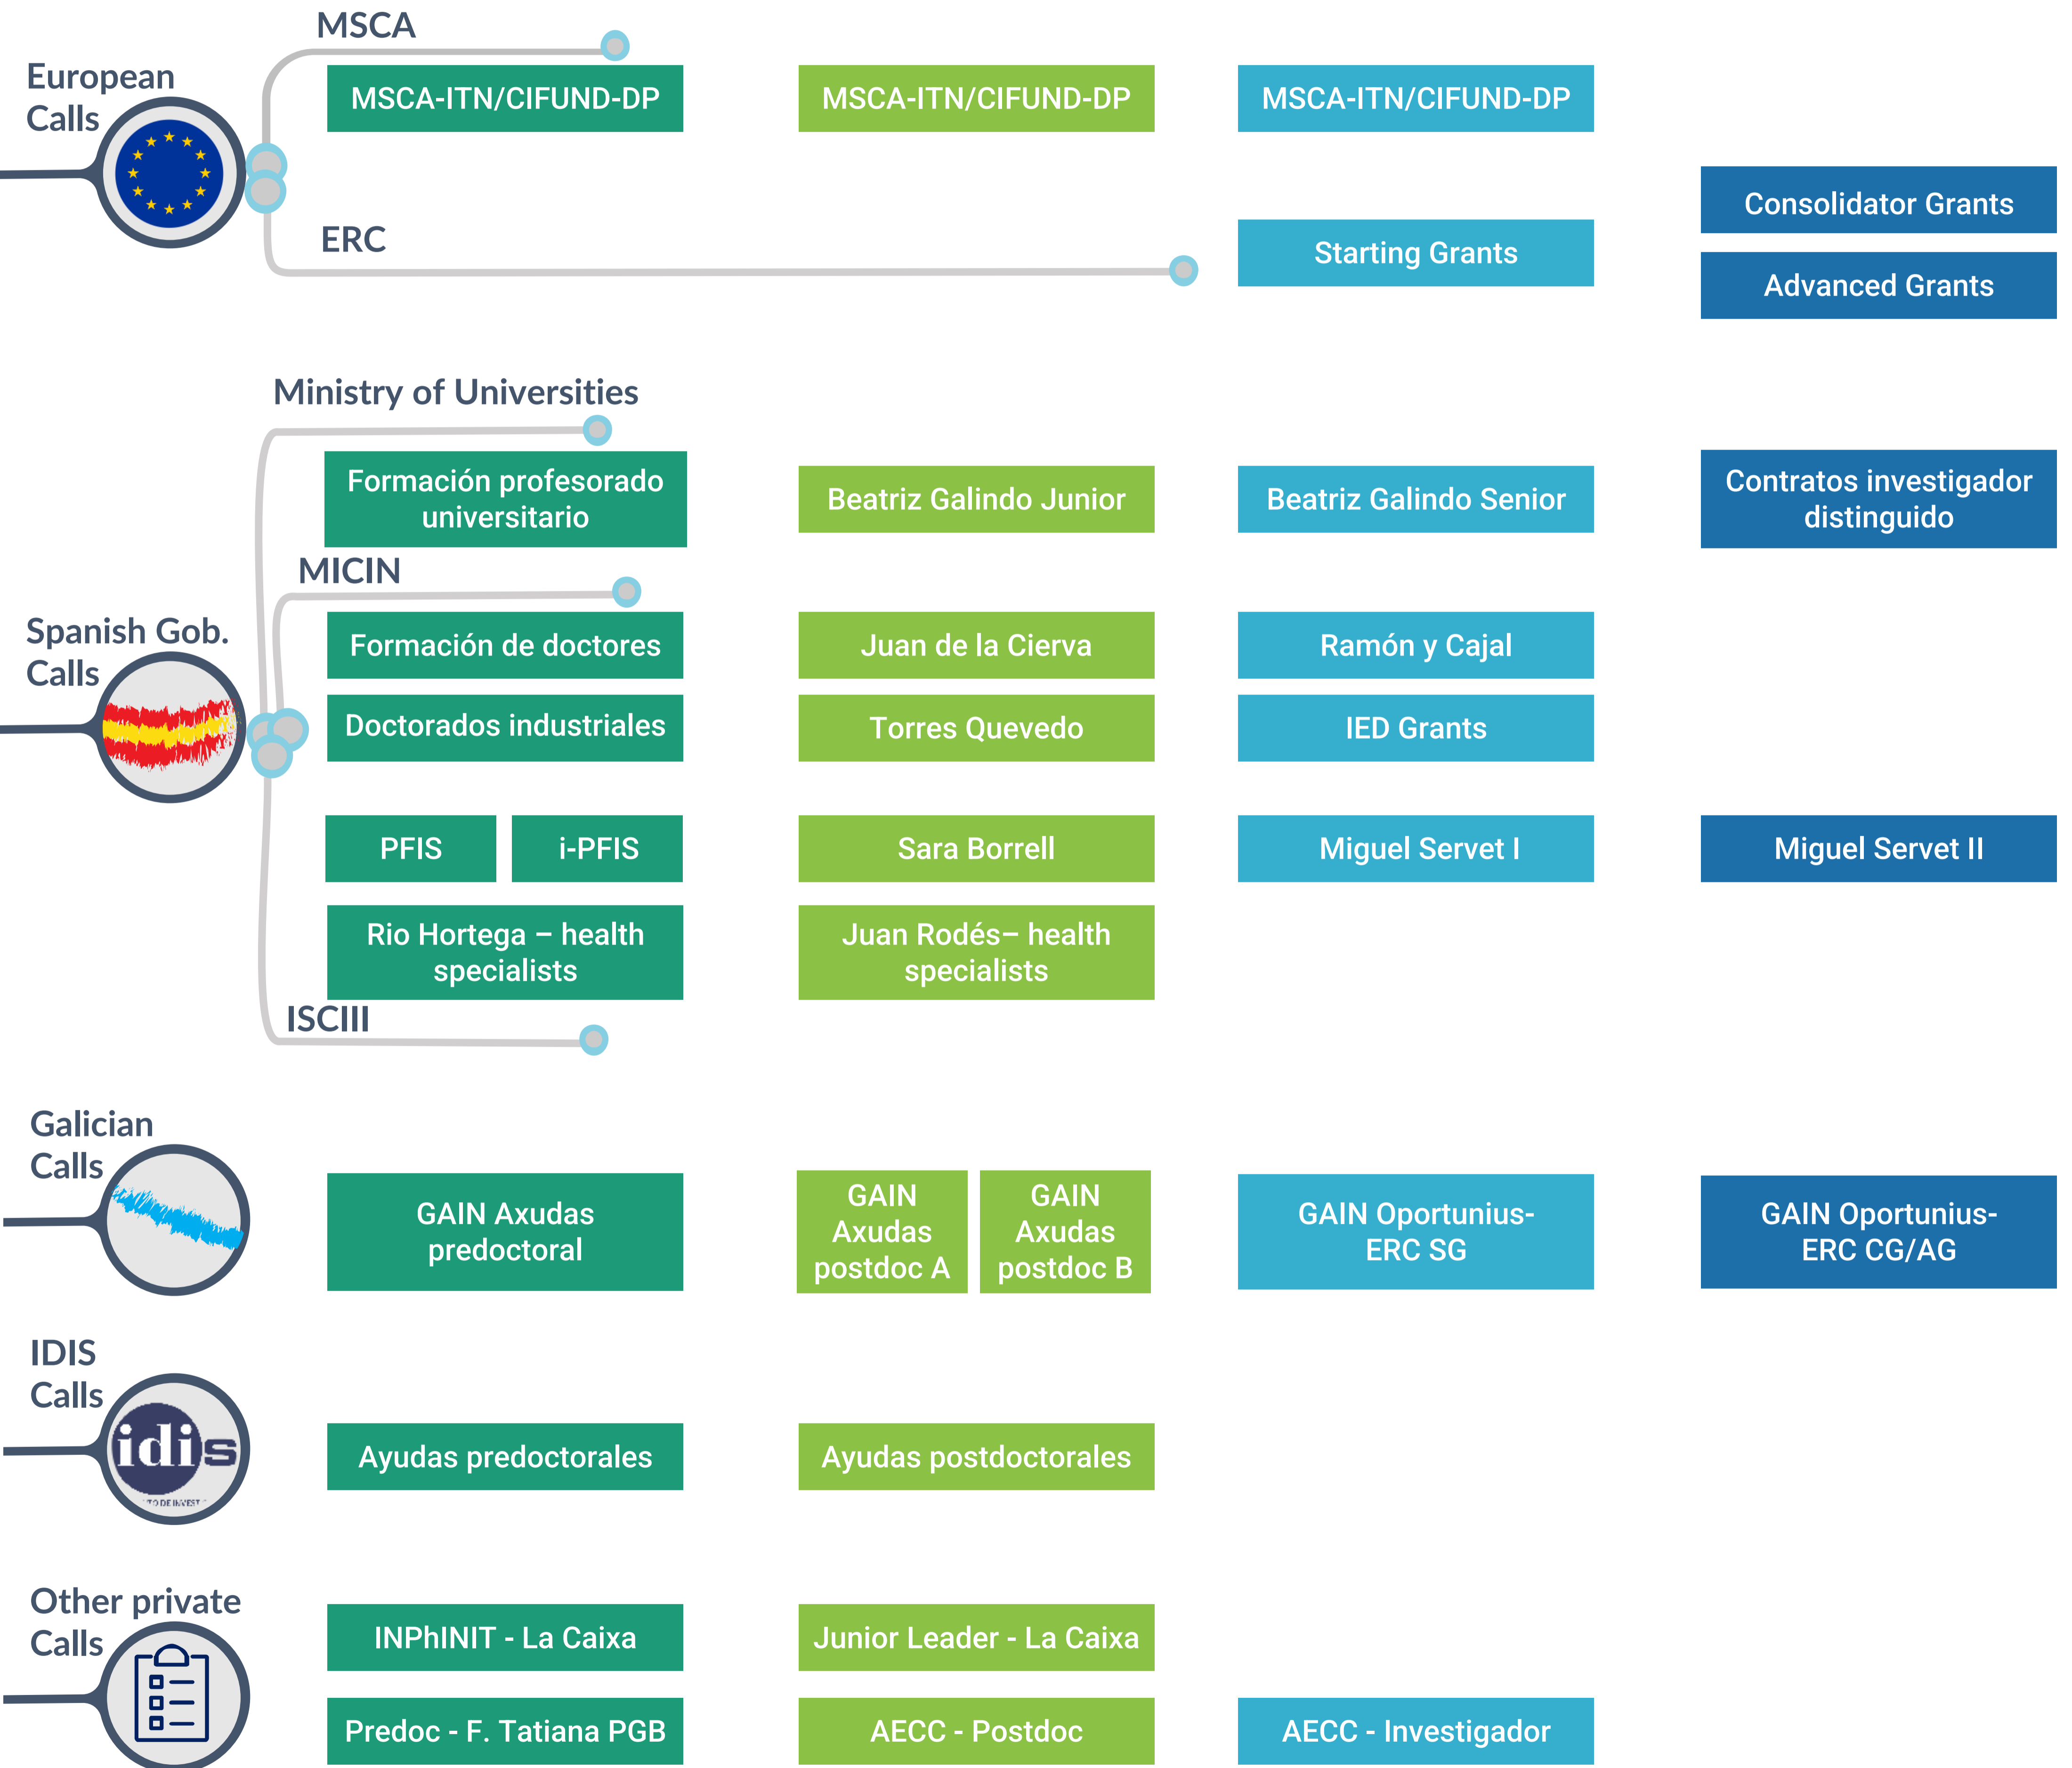 MSCA
European
Calls
MSCA-ITN/CIFUND-DP
MSCA-ITN/CIFUND-DP
MSCA-ITN/CIFUND-DP
Consolidator Grants
ERC
Starting Grants
Advanced Grants
Ministry of Universities
Formación profesorado
universitario
Beatriz Galindo Junior
Beatriz Galindo Senior
Contratos investigador
distinguido
MICIN
Spanish Gob.
Calls
Formación de doctores
Juan de la Cierva
Ramón y Cajal
Doctorados industriales
Torres Quevedo
IED Grants
PFIS
i-PFIS
Sara Borrell
Miguel Servet I
Miguel Servet II
Rio Hortega – health
specialists
Juan Rodés– health
specialists
ISCIII
Galician
Calls
GAIN Axudas
predoctoral
GAIN
Axudas
postdoc A
GAIN
Axudas
postdoc B
GAIN Oportunius-
ERC SG
GAIN Oportunius-
ERC CG/AG
IDIS
Calls
idis
TO DE INVEST
Ayudas predoctorales
Ayudas postdoctorales
Other private
Calls
INPhINIT - La Caixa
Junior Leader - La Caixa
Predoc - F. Tatiana PGB
AECC - Postdoc
AECC - Investigador